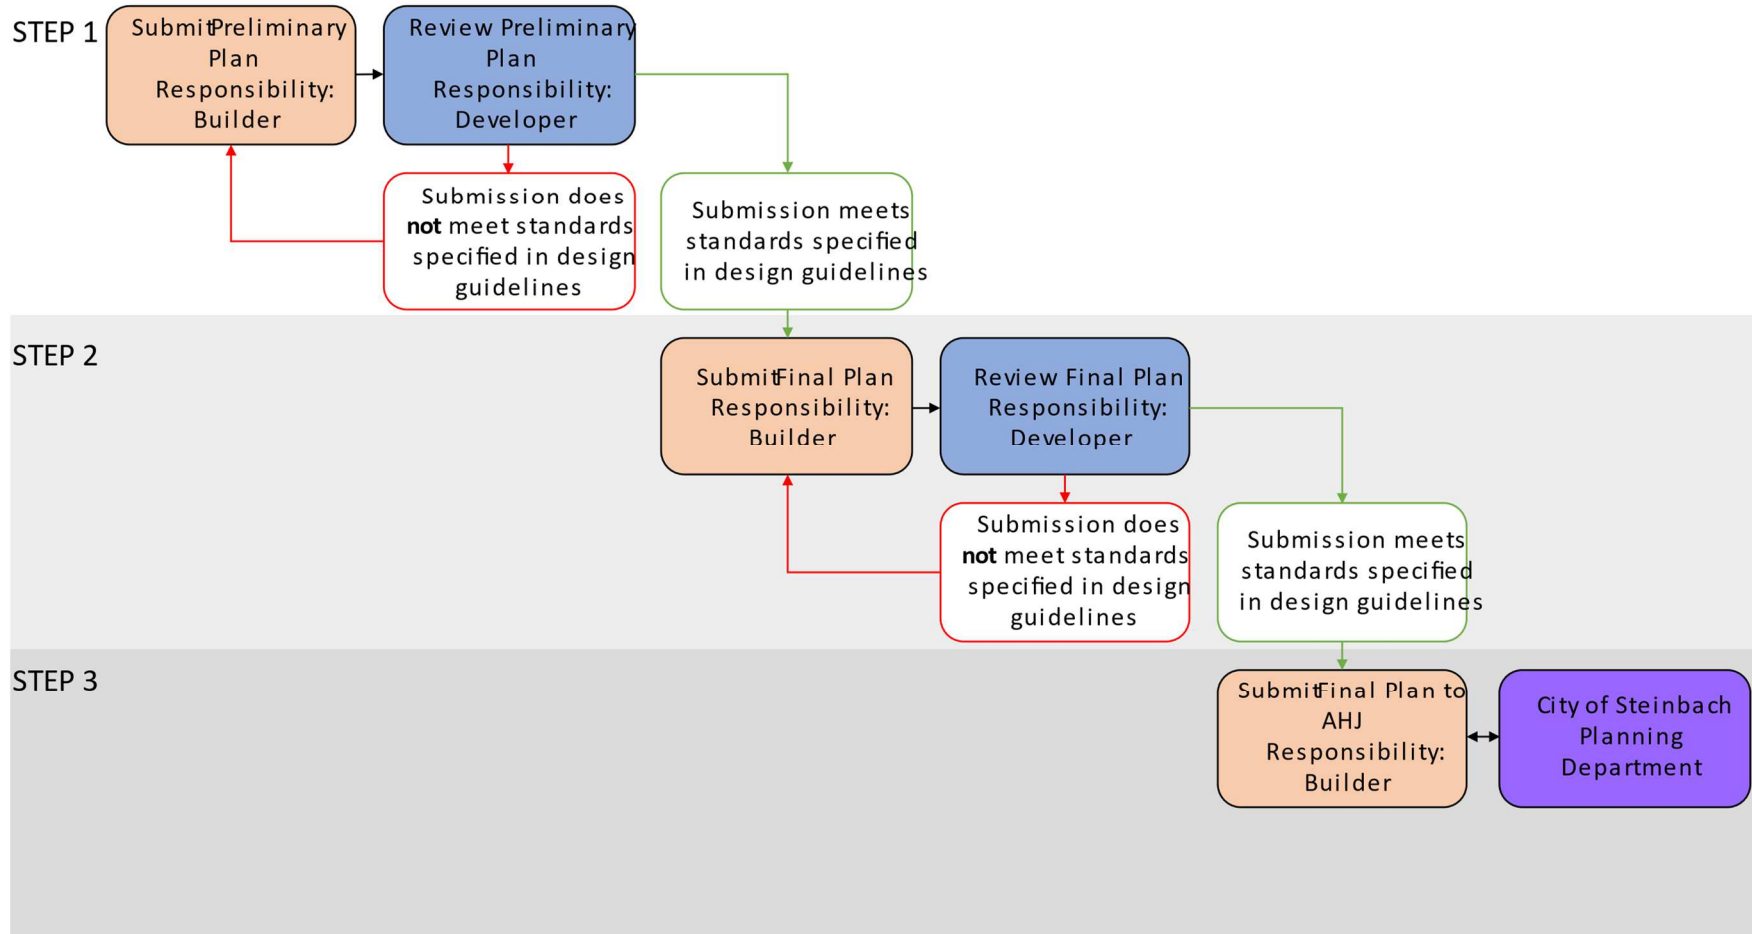 STEP 1
Submit Preliminary
Plan
Responsibility:
Builder
Review Preliminary
Plan
Responsibility:
Developer
Submission does
not meet standards
specified in design
guidelines
Submission meets
standards specified
in design guidelines
STEP 2
Submit Final Plan
Responsibility:
Builder
Review Final Plan
Responsibility:
Developer
Submission does
not meet standards
specified in design
guidelines
Submission meets
standards specified
in design guidelines
STEP 3
Submit Final Plan to
AHJ
Responsibility:
Builder
City of Steinbach
Planning
Department